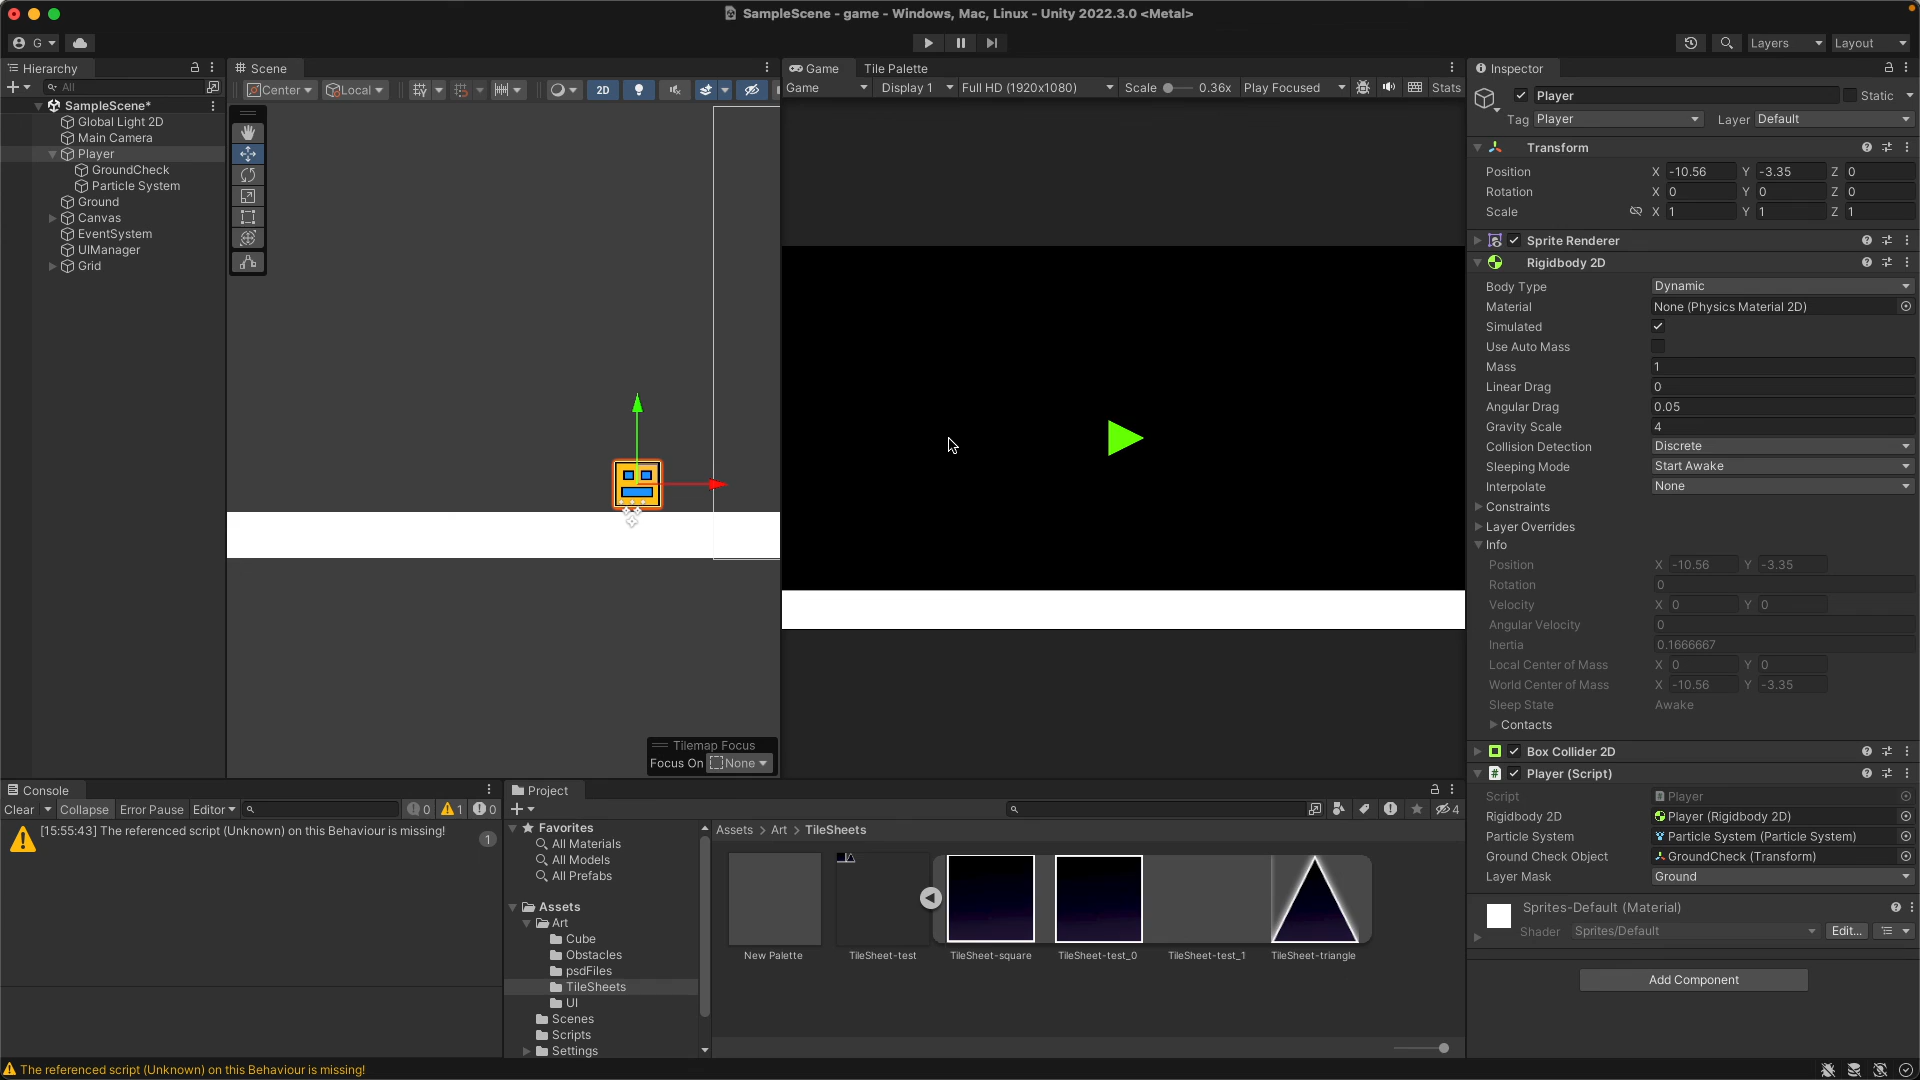 SampleScene - game - Windows, Mac, Linux - Unity 2022.3.0 <Metal>
G
Layers
Layout
Hierarchy
All
SampleScene*
Global Light 2D
Main Camera
Player
GroundCheck
Particle System
Ground
Canvas
EventSystem
UIManager
Grid
Scene
Center
Local
2D
Tilemap Focus
Focus On None
Game
Tile Palette
Game
Display 1
Full HD (1920x1080)
Scale
0.36x
Play Focused
Stats
Inspector
Player
Static
Tag Player
Layer Default
Transform
Position X -10.56 Y -3.35 Z 0
Rotation X 0 Y 0 Z 0
Scale X 1 Y 1 Z 1
Sprite Renderer
Rigidbody 2D
Body Type Dynamic
Material None (Physics Material 2D)
Simulated
Use Auto Mass
Mass 1
Linear Drag 0
Angular Drag 0.05
Gravity Scale 4
Collision Detection Discrete
Sleeping Mode Start Awake
Interpolate None
Constraints
Layer Overrides
Info
Position X -10.56 Y -3.35
Rotation 0
Velocity X 0 Y 0
Angular Velocity 0
Inertia 0.1666667
Local Center of Mass X 0 Y 0
World Center of Mass X -10.56 Y -3.35
Sleep State Awake
Contacts
Box Collider 2D
Player (Script)
Script Player
Rigidbody 2D Player (Rigidbody 2D)
Particle System Particle System (Particle System)
Ground Check Object GroundCheck (Transform)
Layer Mask Ground
Sprites-Default (Material)
Shader Sprites/Default Edit...
Add Component
Console
Clear Collapse Error Pause Editor 0 1 0
[15:55:43] The referenced script (Unknown) on this Behaviour is missing! 1
Project
4
Favorites
All Materials
All Models
All Prefabs
Assets
Art
Cube
Obstacles
psdFiles
TileSheets
UI
Scenes
Scripts
Settings
Assets > Art > TileSheets
New Palette
TileSheet-test
TileSheet-square
TileSheet-test_0
TileSheet-test_1
TileSheet-triangle
The referenced script (Unknown) on this Behaviour is missing!